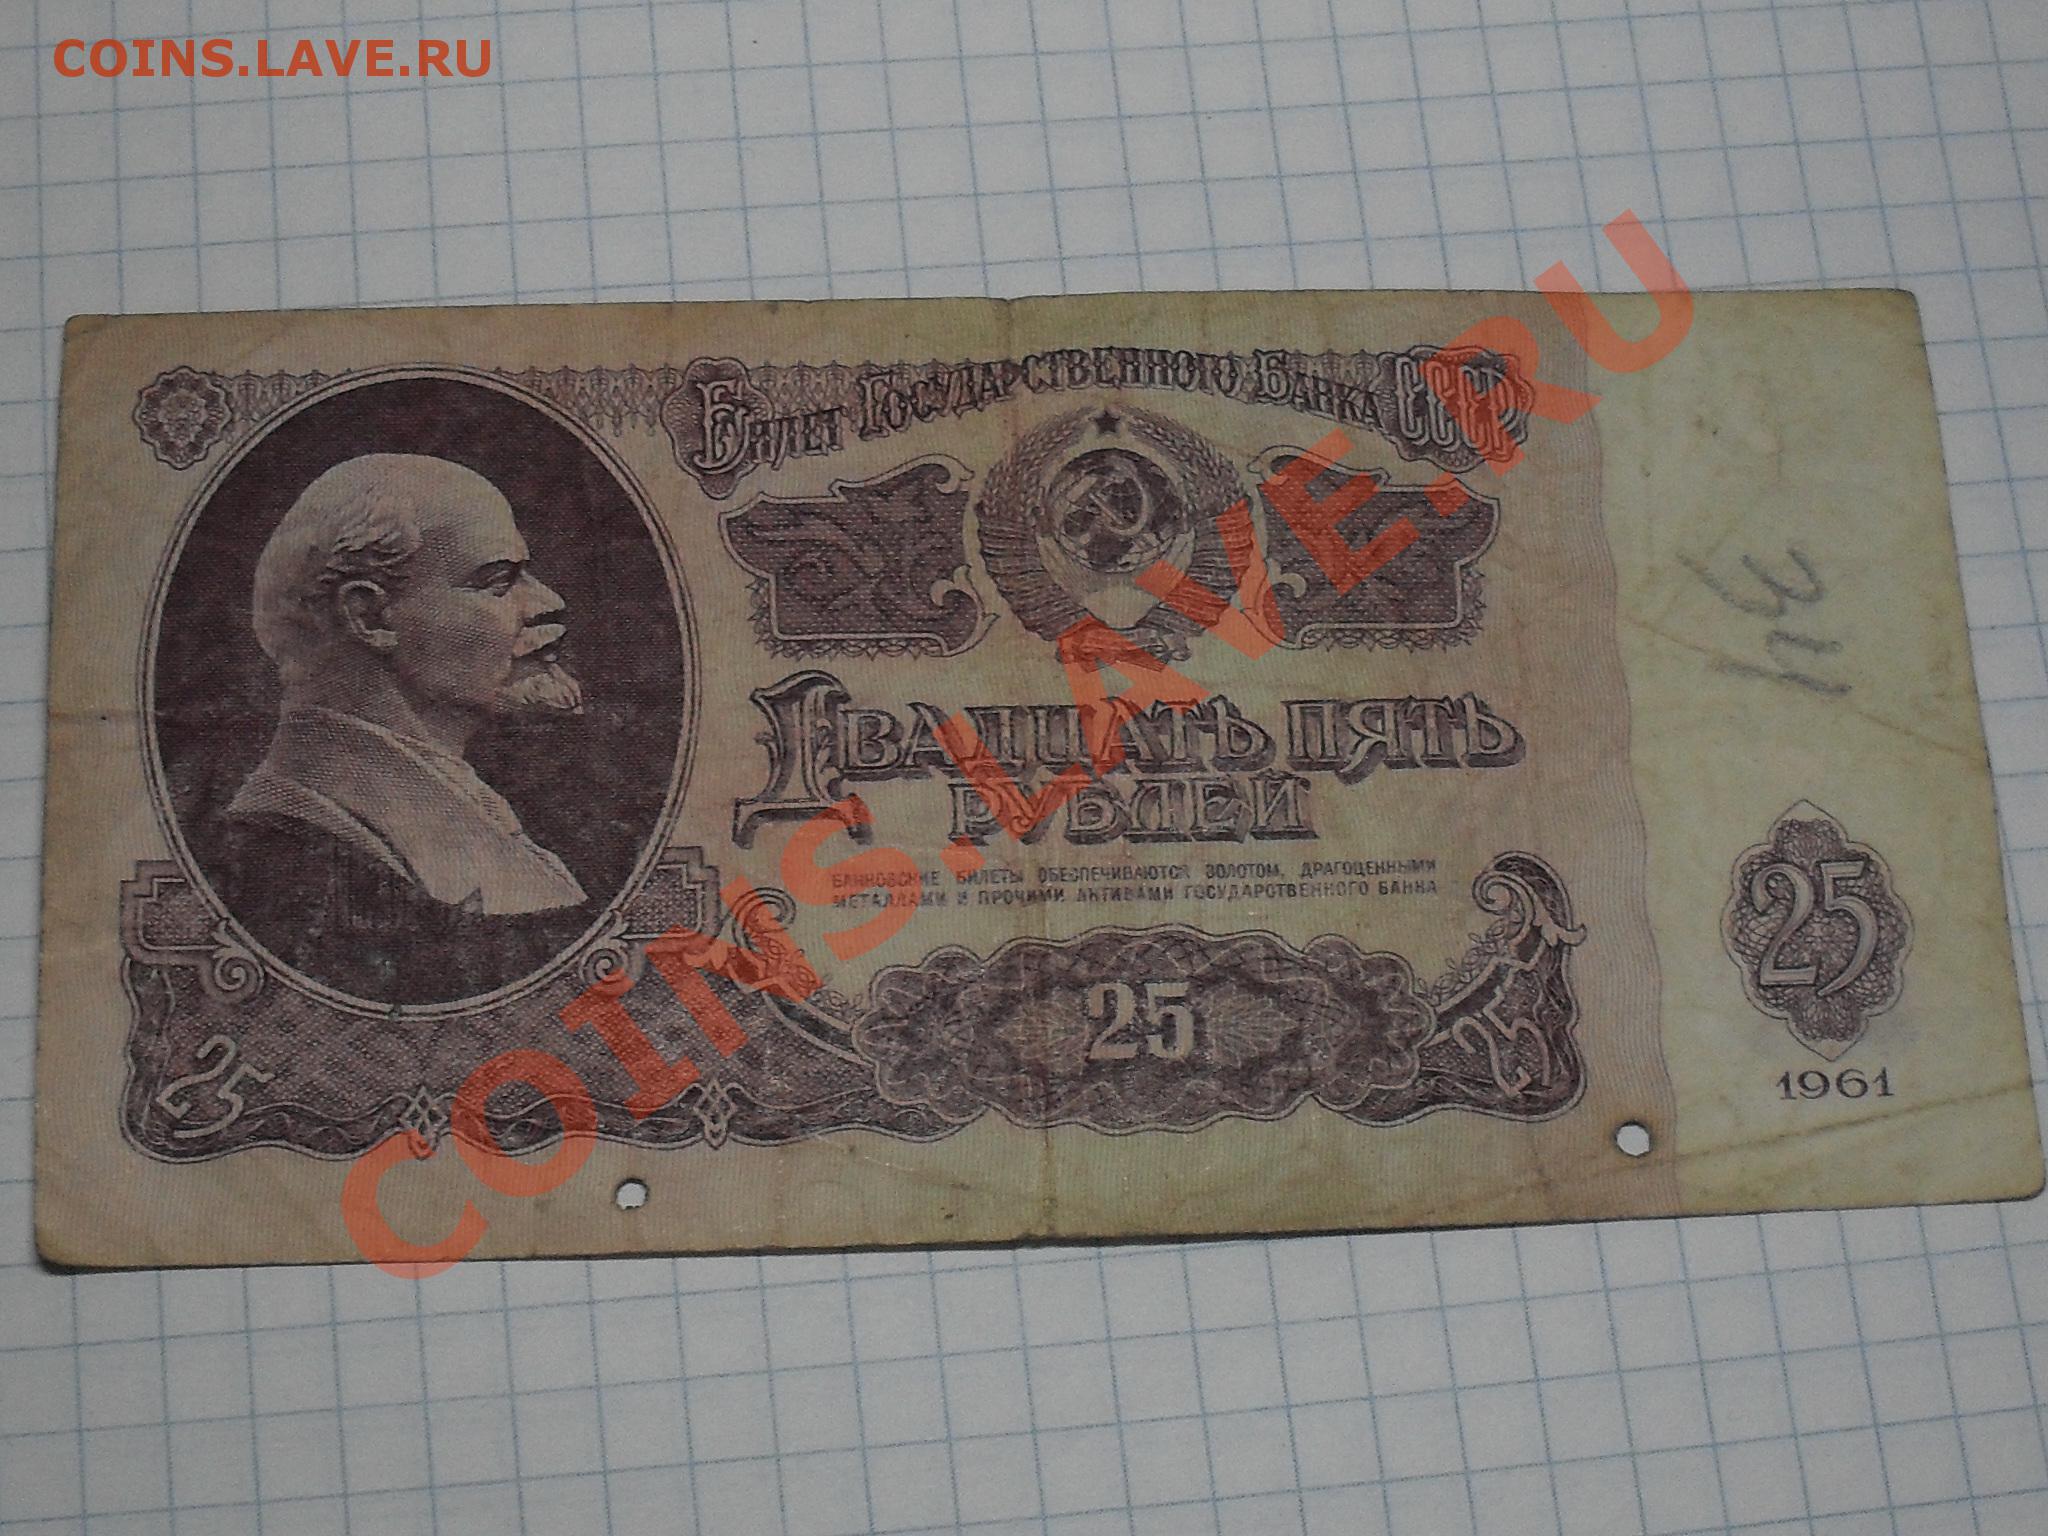 COINS.LAVE.RU
Билет Государственного Банка СССР
Двадцать пять
рублей
БАНКОВСКИЕ БИЛЕТЫ ОБЕСПЕЧИВАЮТСЯ ЗОЛОТОМ, ДРАГОЦЕННЫМИ
МЕТАЛЛАМИ И ПРОЧИМИ АКТИВАМИ ГОСУДАРСТВЕННОГО БАНКА
25
25
25
25
1961
COINS.LAVE.RU